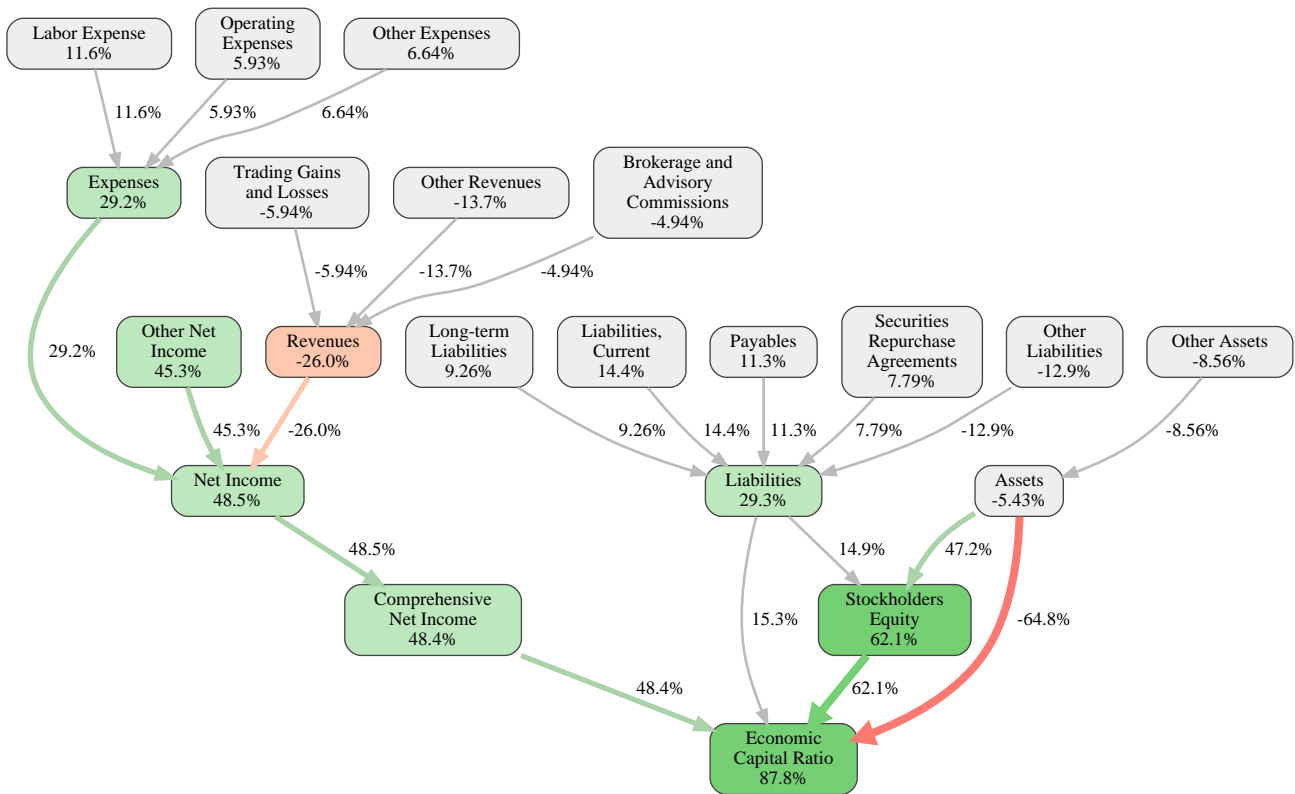 Labor Expense
11.6%
Operating
Expenses
5.93%
Other Expenses
6.64%
11.6%
5.93%
6.64%
Expenses
29.2%
Trading Gains
and Losses
-5.94%
Other Revenues
-13.7%
Brokerage and
Advisory
Commissions
-4.94%
-5.94%
-13.7%
-4.94%
29.2%
Other Net
Income
45.3%
Revenues
-26.0%
Long-term
Liabilities
9.26%
Liabilities,
Current
14.4%
Payables
11.3%
Securities
Repurchase
Agreements
7.79%
Other
Liabilities
-12.9%
Other Assets
-8.56%
45.3%
-26.0%
9.26%
14.4%
11.3%
7.79%
-12.9%
-8.56%
Net Income
48.5%
Liabilities
29.3%
Assets
-5.43%
48.5%
14.9%
47.2%
Comprehensive
Net Income
48.4%
15.3%
Stockholders
Equity
62.1%
-64.8%
48.4%
62.1%
Economic
Capital Ratio
87.8%